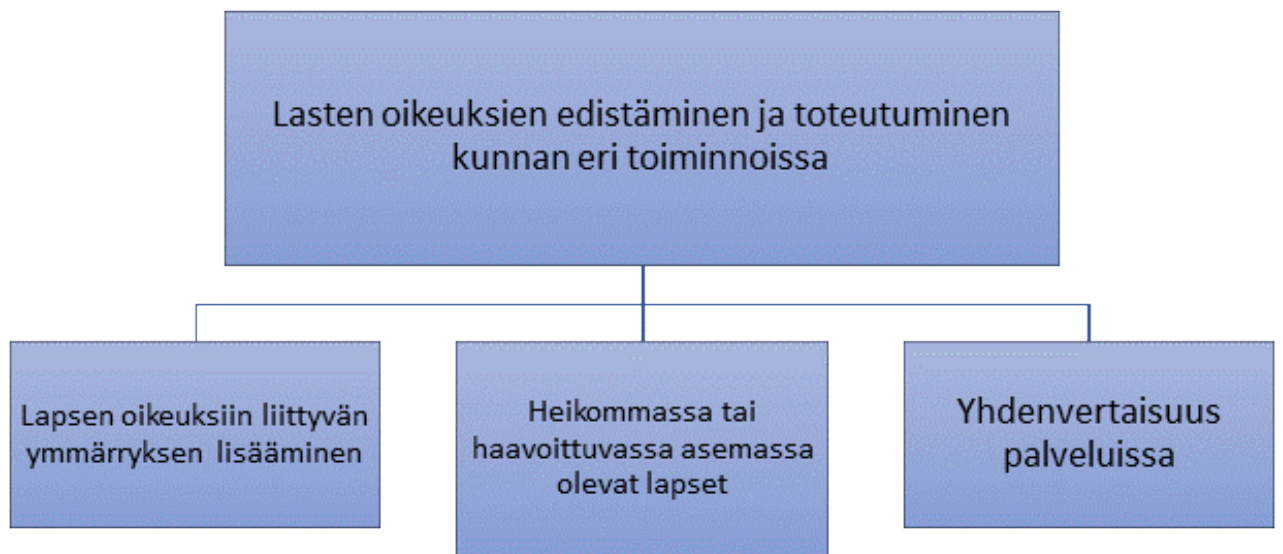 Lasten oikeuksien edistäminen ja toteutuminen
kunnan eri toiminnoissa
Lapsen oikeuksiin liittyvän
ymmärryksen lisääminen
Heikommassa tai
haavoittuvassa asemassa
olevat lapset
Yhdenvertaisuus
palveluissa